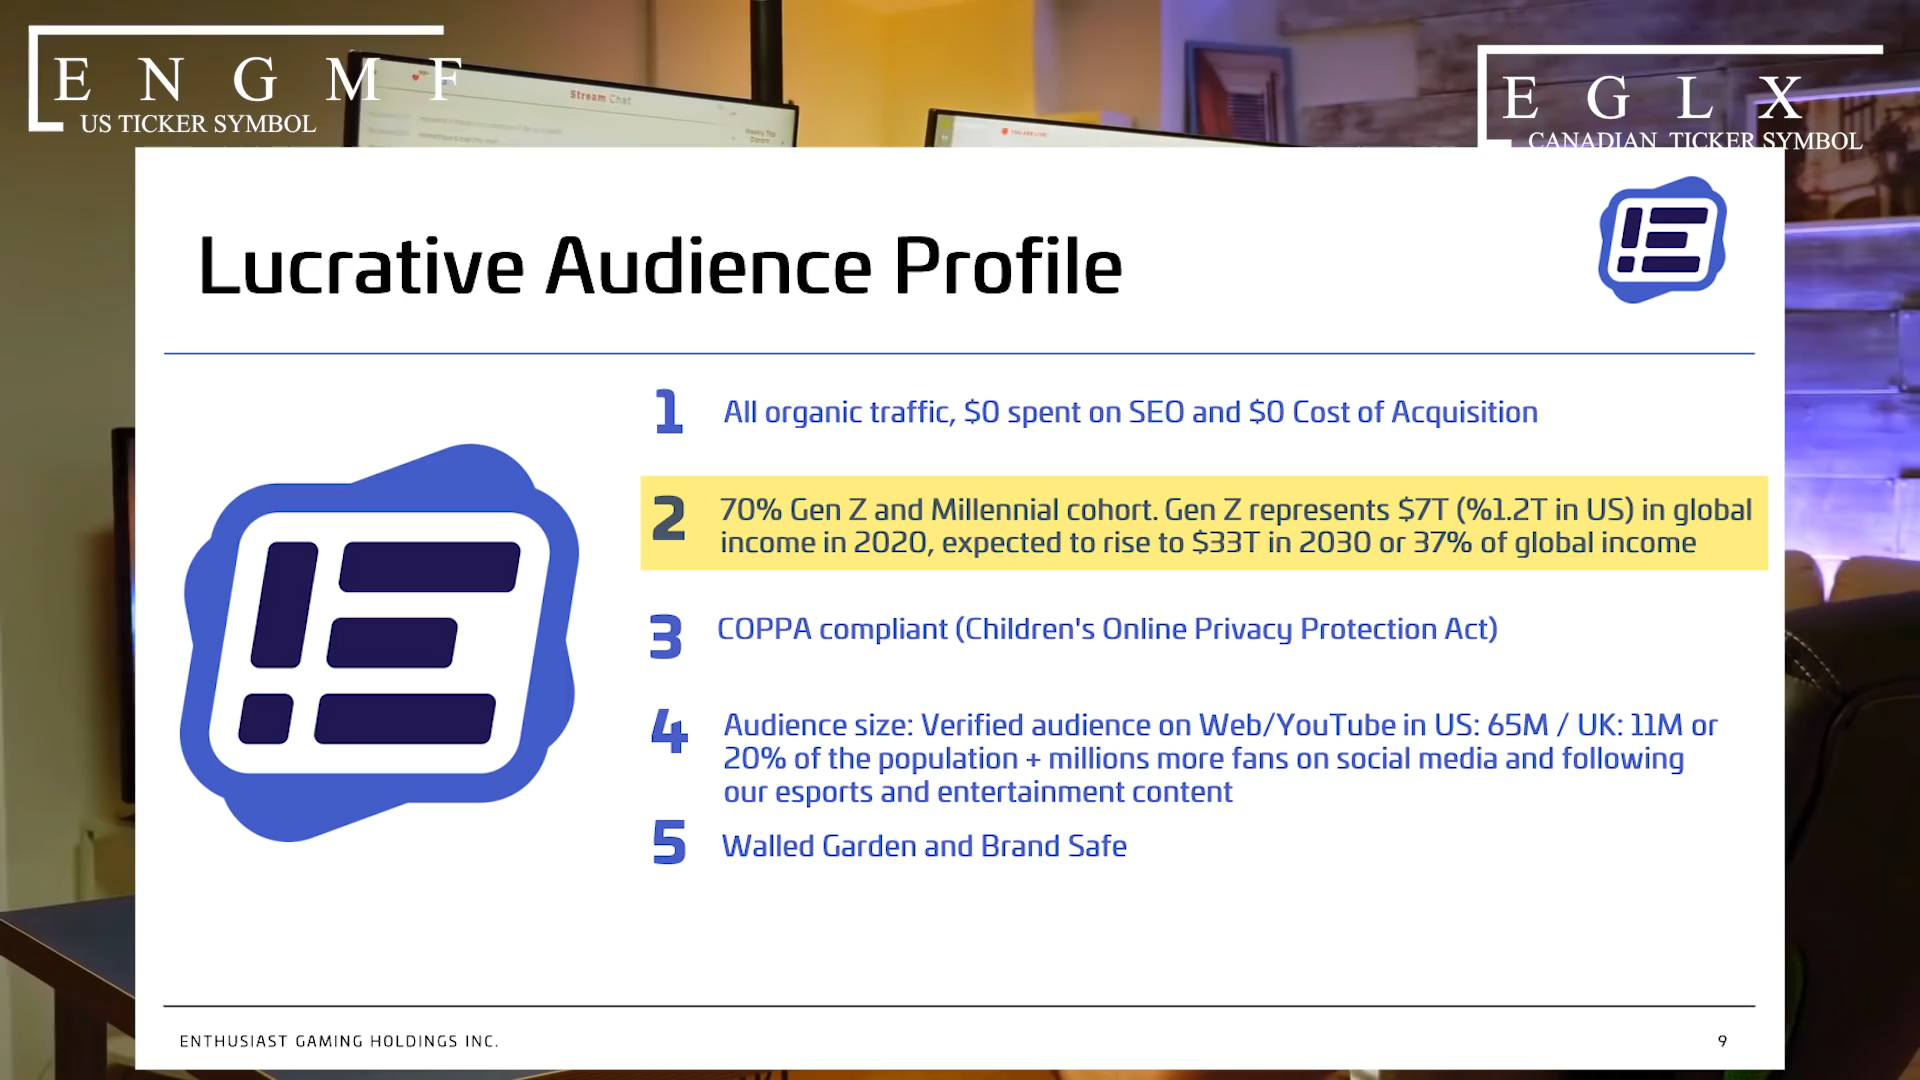 E N G M F
US TICKER SYMBOL
Stream Chat
Weekly Top
YOU ARE LIVE!
E G L X
CANADIAN TICKER SYMBOL
Lucrative Audience Profile
1 All organic traffic, $0 spent on SEO and $0 Cost of Acquisition
2 70% Gen Z and Millennial cohort. Gen Z represents $7T (%1.2T in US) in global
income in 2020, expected to rise to $33T in 2030 or 37% of global income
3 COPPA compliant (Children's Online Privacy Protection Act)
4 Audience size: Verified audience on Web/YouTube in US: 65M / UK: 11M or
20% of the population + millions more fans on social media and following
our esports and entertainment content
5 Walled Garden and Brand Safe
ENTHUSIAST GAMING HOLDINGS INC.
9